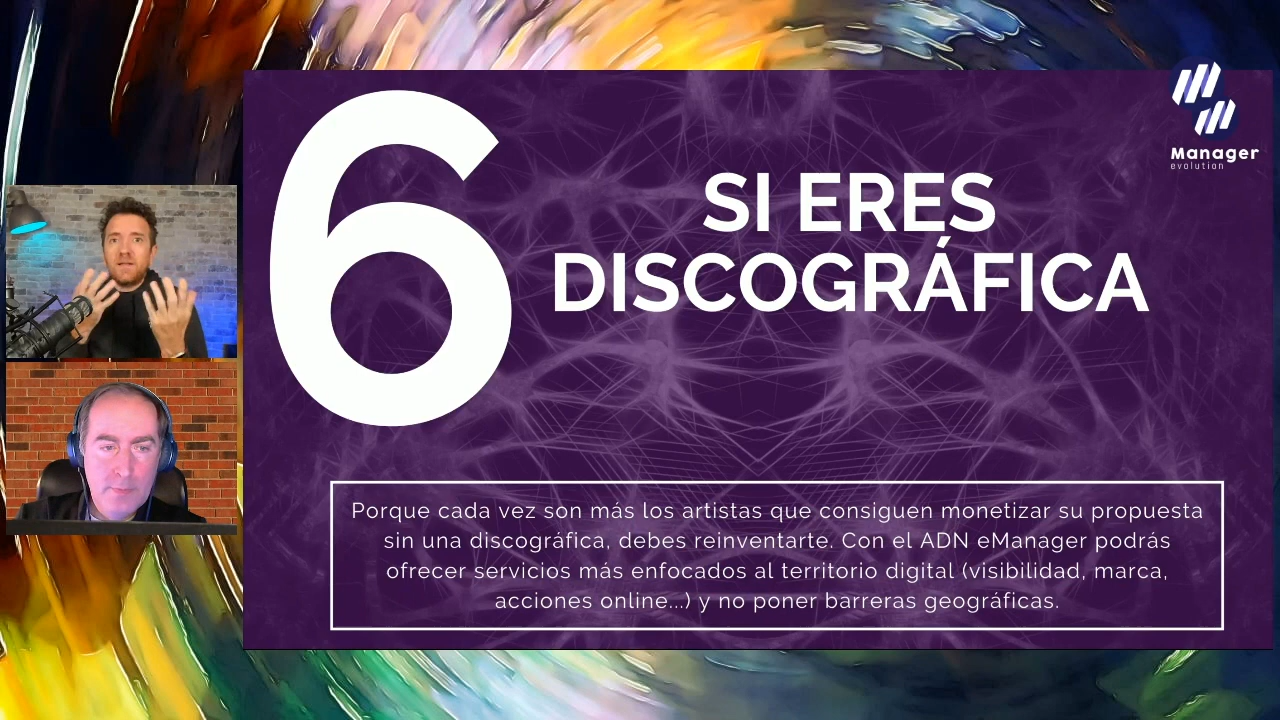 6
SI ERES
DISCOGRÁFICA
Manager
evolution
Porque cada vez son más los artistas que consiguen monetizar su propuesta
sin una discográfica, debes reinventarte. Con el ADN eManager podrás
ofrecer servicios más enfocados al territorio digital (visibilidad, marca,
acciones online...) y no poner barreras geográficas.